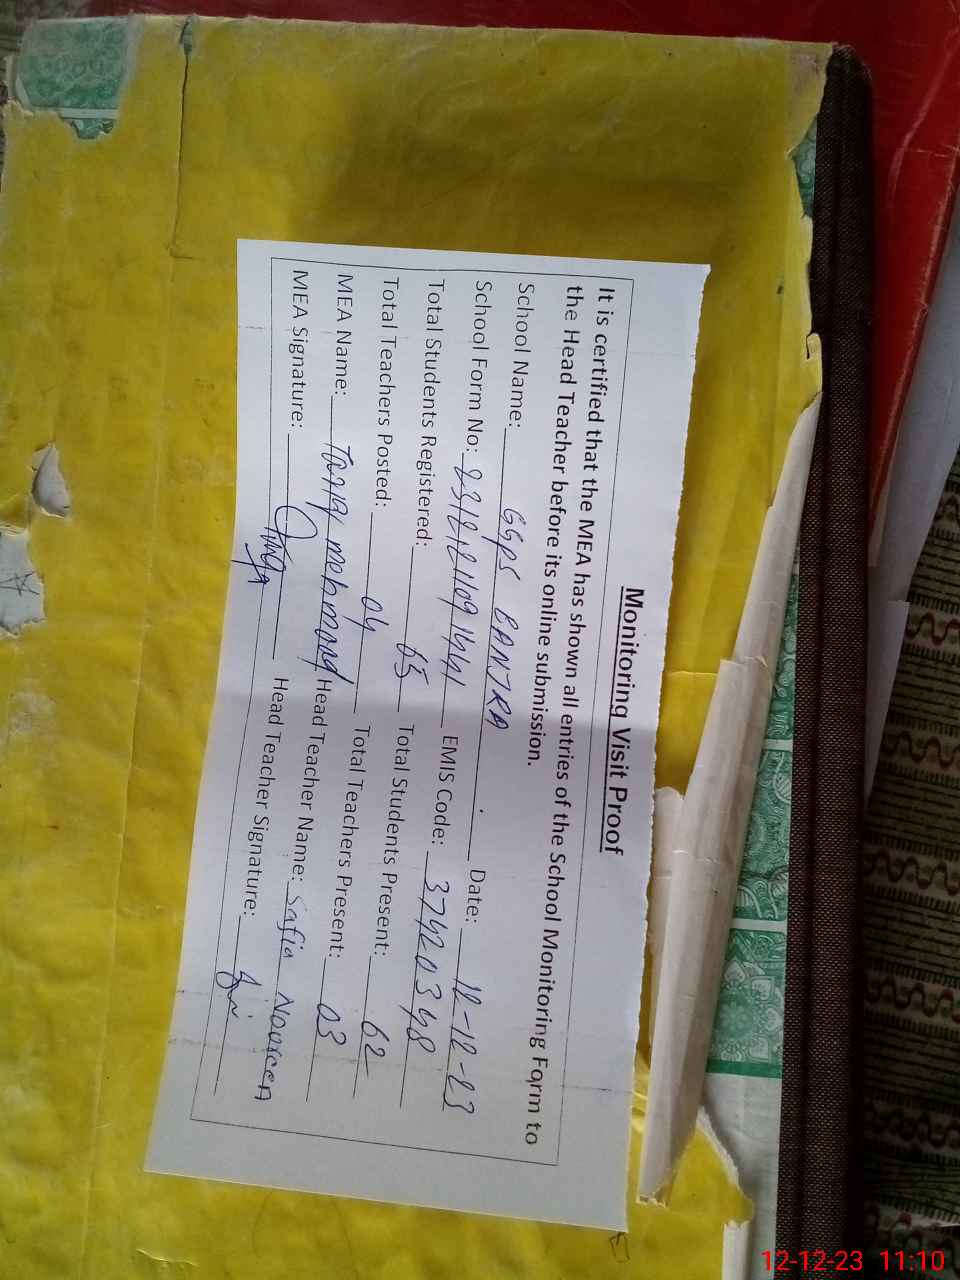 Monitoring Visit Proof
It is certified that the MEA has shown all entries of the School Monitoring Form to
the Head Teacher before its online submission.
School Name: GGPS BANJRA Date: 12-12-23
School Form No: EMIS Code: 37420348
Total Students Registered: 65 Total Students Present: 62
Total Teachers Posted: 04 Total Teachers Present: 03
MEA Name: Tariq mehmood Head Teacher Name: Safia Noureen
MEA Signature: Head Teacher Signature:
12-12-23 11:10